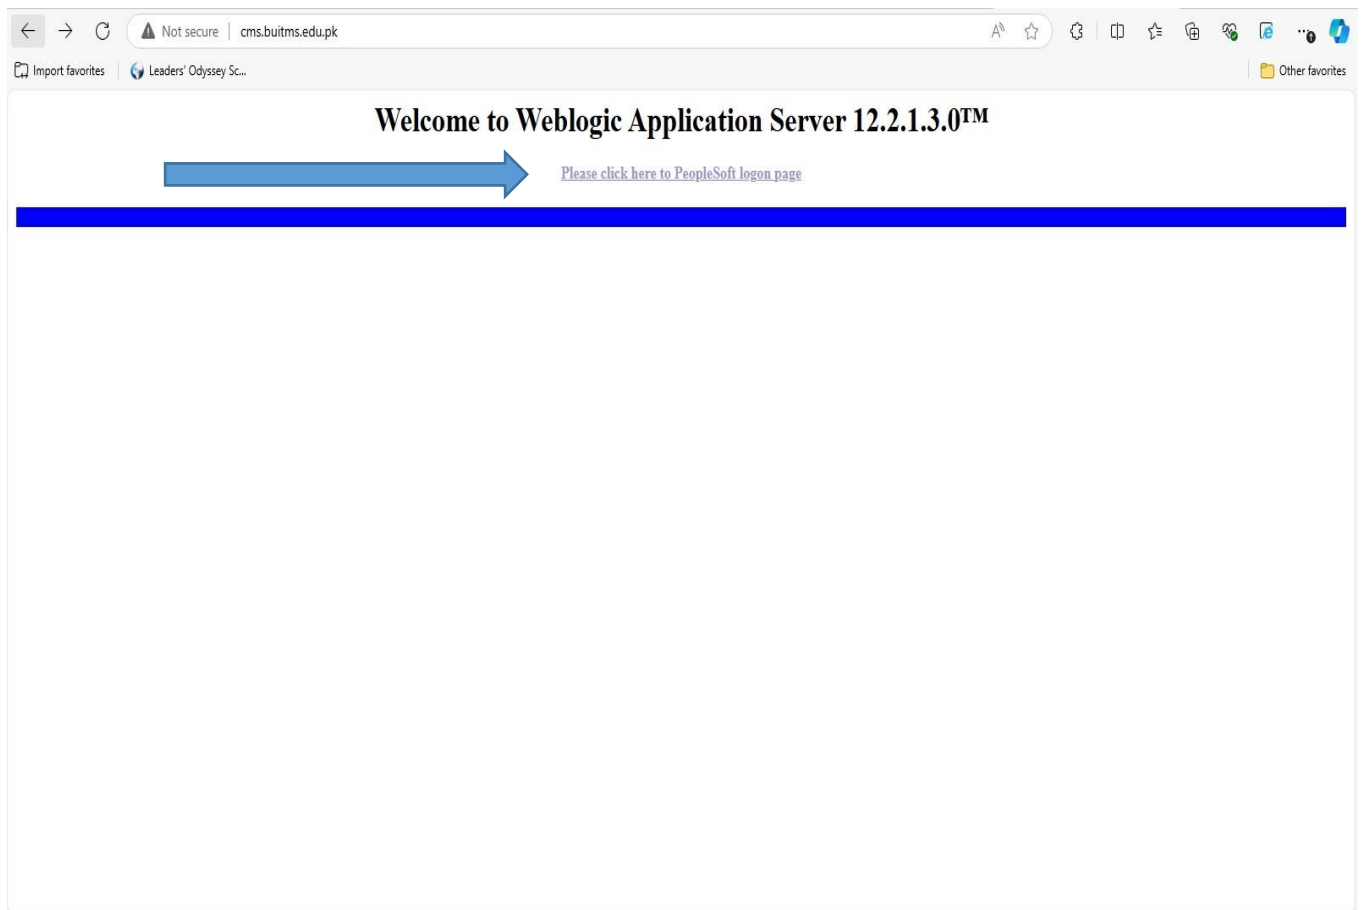 Not secure | cms.buitms.edu.pk
Import favorites | Leaders' Odyssey Sc... Other favorites
Welcome to Weblogic Application Server 12.2.1.3.0™
Please click here to PeopleSoft logon page